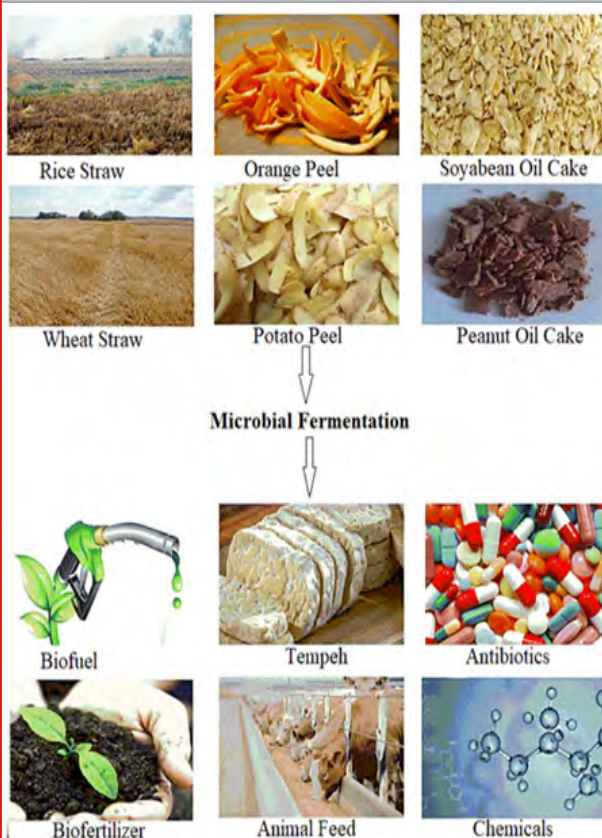 Rice Straw
Orange Peel
Soyabean Oil Cake
Wheat Straw
Potato Peel
Peanut Oil Cake
Microbial Fermentation
Biofuel
Tempeh
Antibiotics
Biofertilizer
Animal Feed
Chemicals